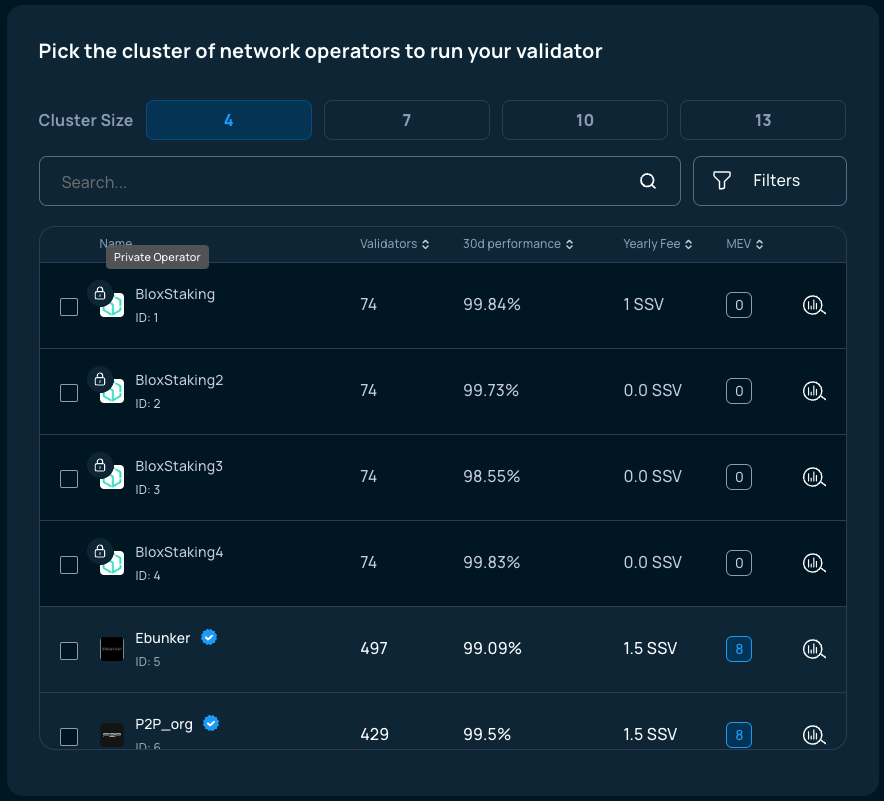 Pick the cluster of network operators to run your validator
Cluster Size 4 7 10 13
Search... Filters
Name Validators 30d performance Yearly Fee MEV
Private Operator
BloxStaking
ID: 1
74 99.84% 1 SSV 0
BloxStaking2
ID: 2
74 99.73% 0.0 SSV 0
BloxStaking3
ID: 3
74 98.55% 0.0 SSV 0
BloxStaking4
ID: 4
74 99.83% 0.0 SSV 0
Ebunker
ID: 5
497 99.09% 1.5 SSV 8
P2P_org
ID: 6
429 99.5% 1.5 SSV 8